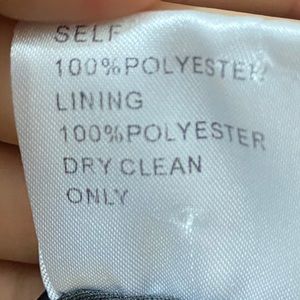 SELF
100%POLYESTER
LINING
100%POLYESTER
DRY CLEAN
ONLY